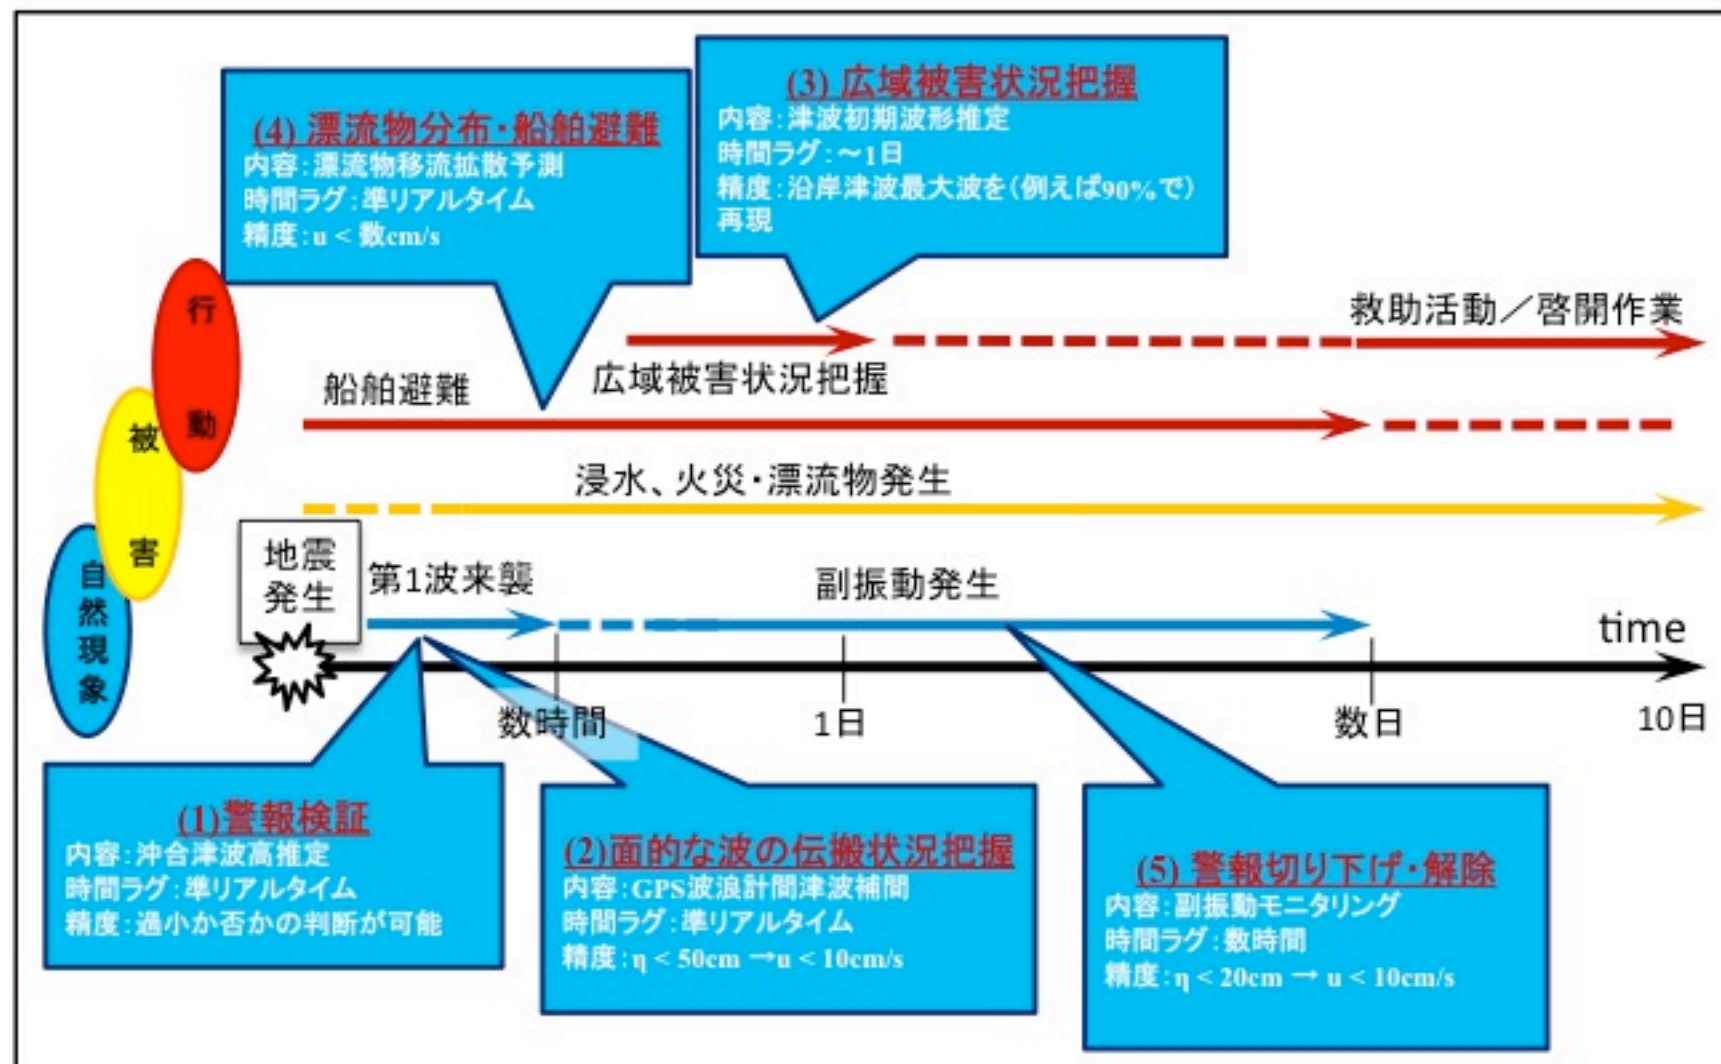 (3) 広域被害状況把握
内容:津波初期波形推定
時間ラグ:～1日
精度:沿岸津波最大波を(例えば90%で)
再現
(4) 漂流物分布・船舶避難
内容:漂流物移流拡散予測
時間ラグ:準リアルタイム
精度:u < 数cm/s
行動
被害
自然現象
救助活動／啓開作業
広域被害状況把握
船舶避難
浸水、火災・漂流物発生
地震
発生
第1波来襲
副振動発生
time
数時間
1日
数日
10日
(1)警報検証
内容:沖合津波高推定
時間ラグ:準リアルタイム
精度:過小か否かの判断が可能
(2)面的な波の伝搬状況把握
内容:GPS波浪計間津波補間
時間ラグ:準リアルタイム
精度:η < 50cm →u < 10cm/s
(5) 警報切り下げ・解除
内容:副振動モニタリング
時間ラグ:数時間
精度:η < 20cm → u < 10cm/s